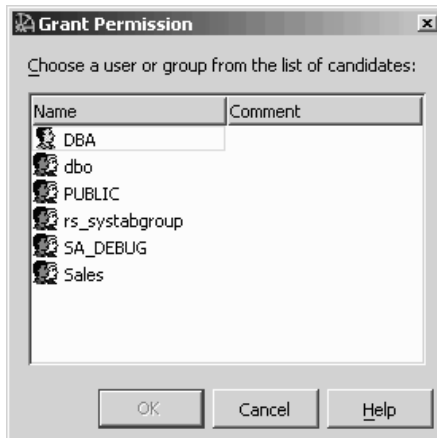 Grant Permission
Choose a user or group from the list of candidates:
Name Comment
DBA
dbo
PUBLIC
rs_systabgroup
SA_DEBUG
Sales
OK Cancel Help